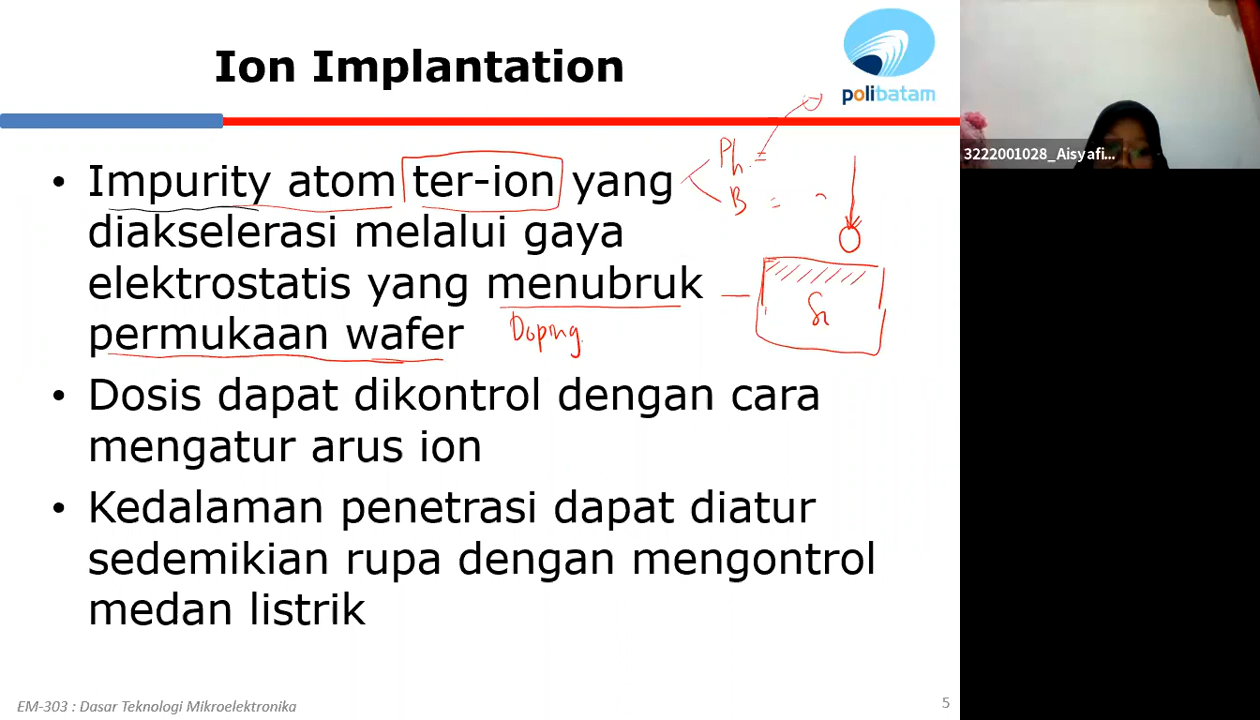 Ion Implantation
polibatam
3222001028_Aisyafi...
• Impurity atom ter-ion yang
diakselerasi melalui gaya
elektrostatis yang menubruk
permukaan wafer
Ph.
B
Si
Doping
• Dosis dapat dikontrol dengan cara
mengatur arus ion
• Kedalaman penetrasi dapat diatur
sedemikian rupa dengan mengontrol
medan listrik
EM-303 : Dasar Teknologi Mikroelektronika
5